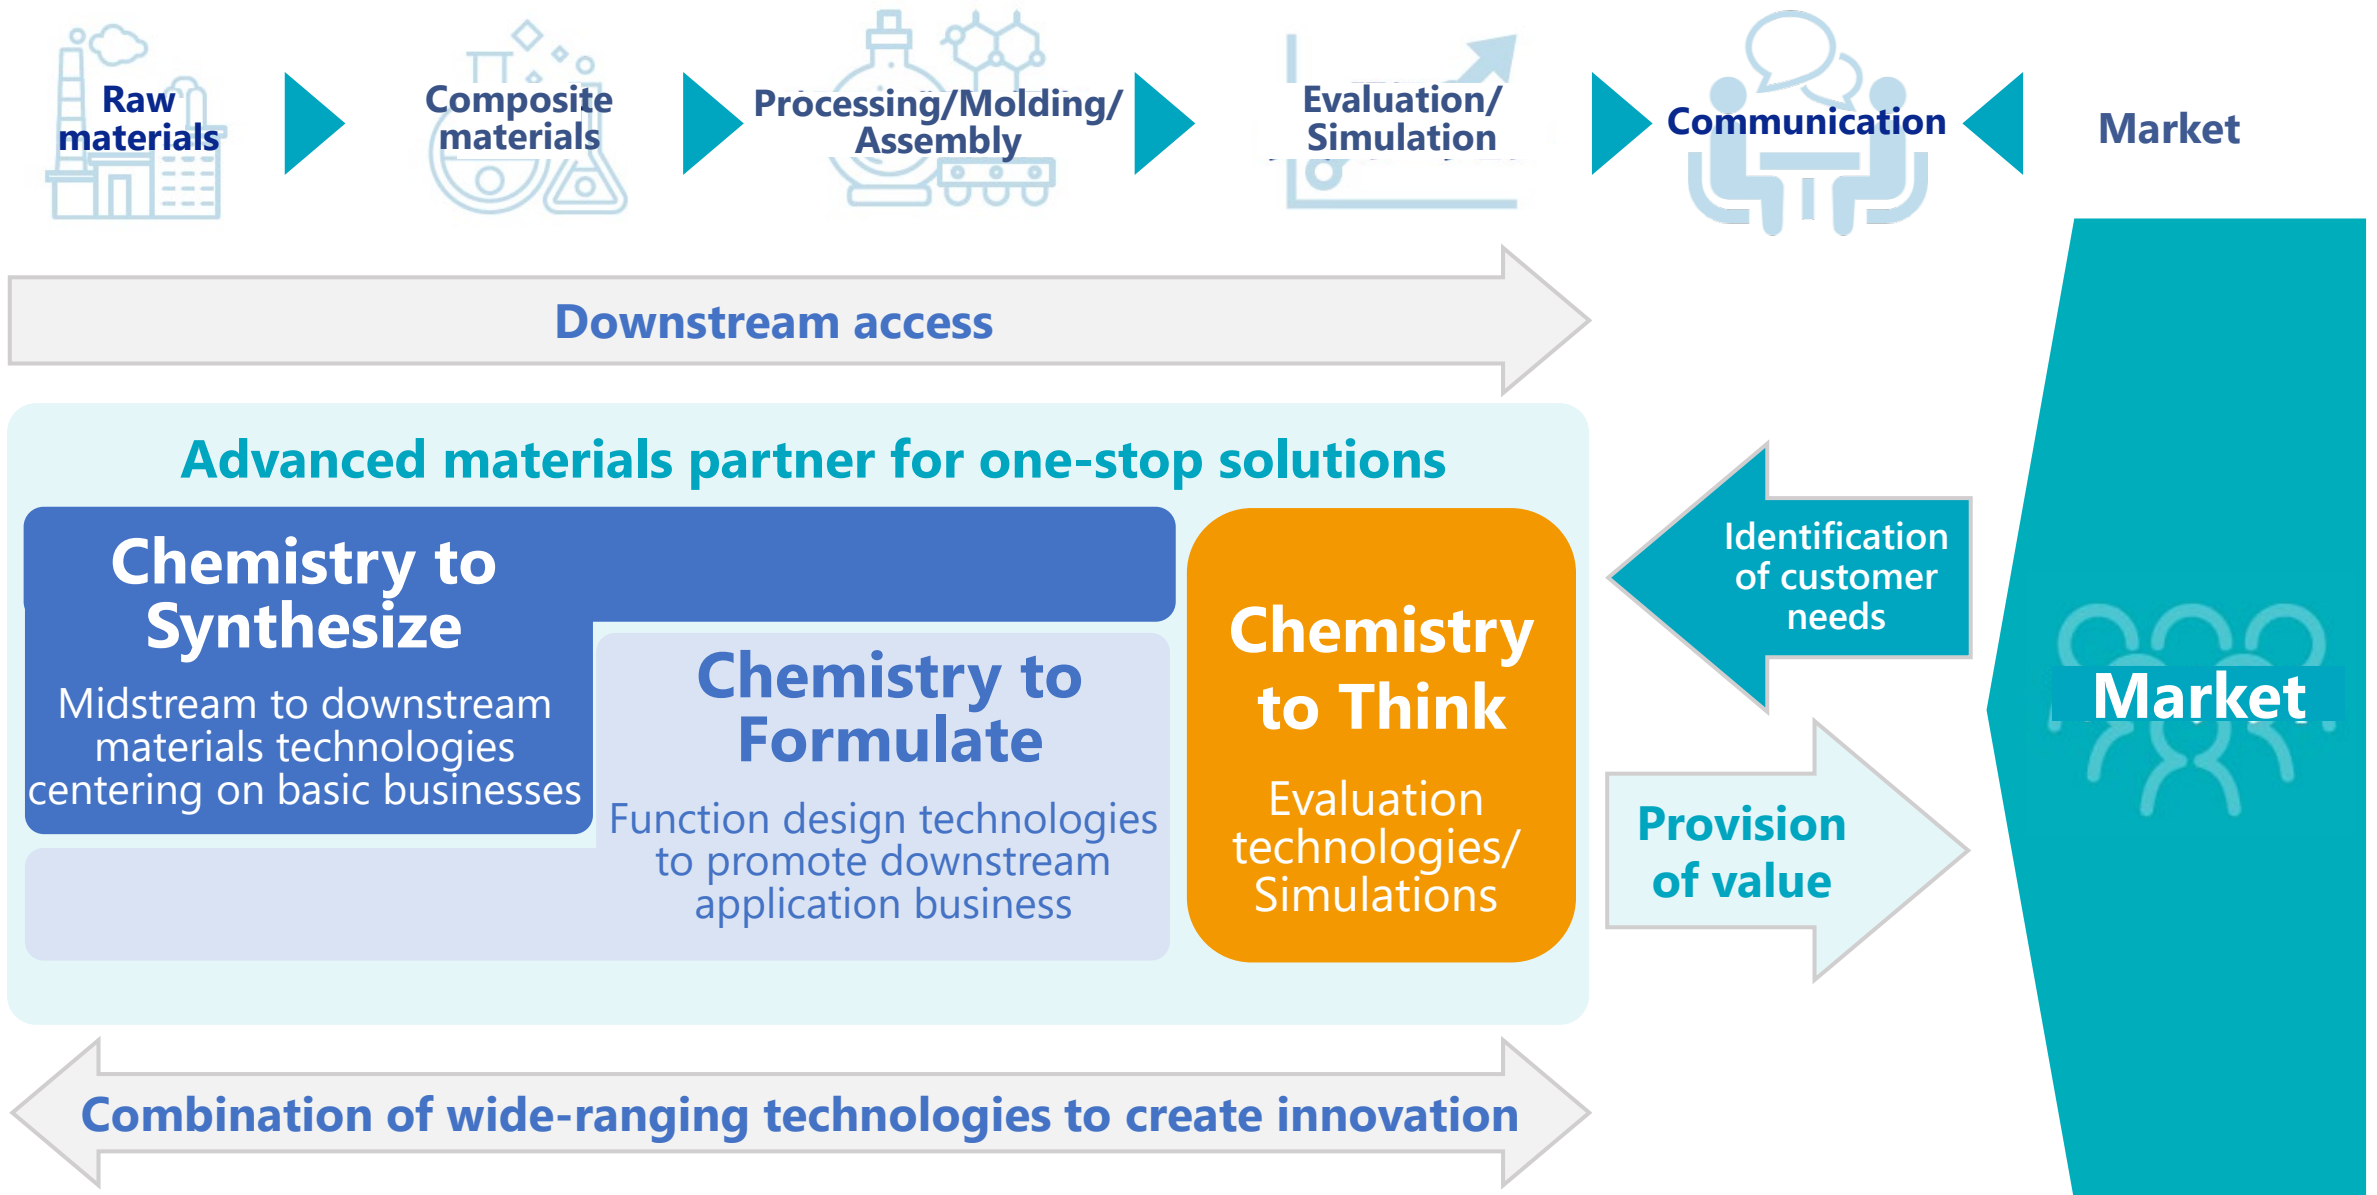 Raw
materials
Composite
materials
Processing/Molding/
Assembly
Evaluation/
Simulation
Communication
Market
Downstream access
Advanced materials partner for one-stop solutions
Chemistry to
Synthesize
Midstream to downstream
materials technologies
centering on basic businesses
Chemistry to
Formulate
Function design technologies
to promote downstream
application business
Chemistry
to Think
Evaluation
technologies/
Simulations
Identification
of customer
needs
Provision
of value
Market
Combination of wide-ranging technologies to create innovation